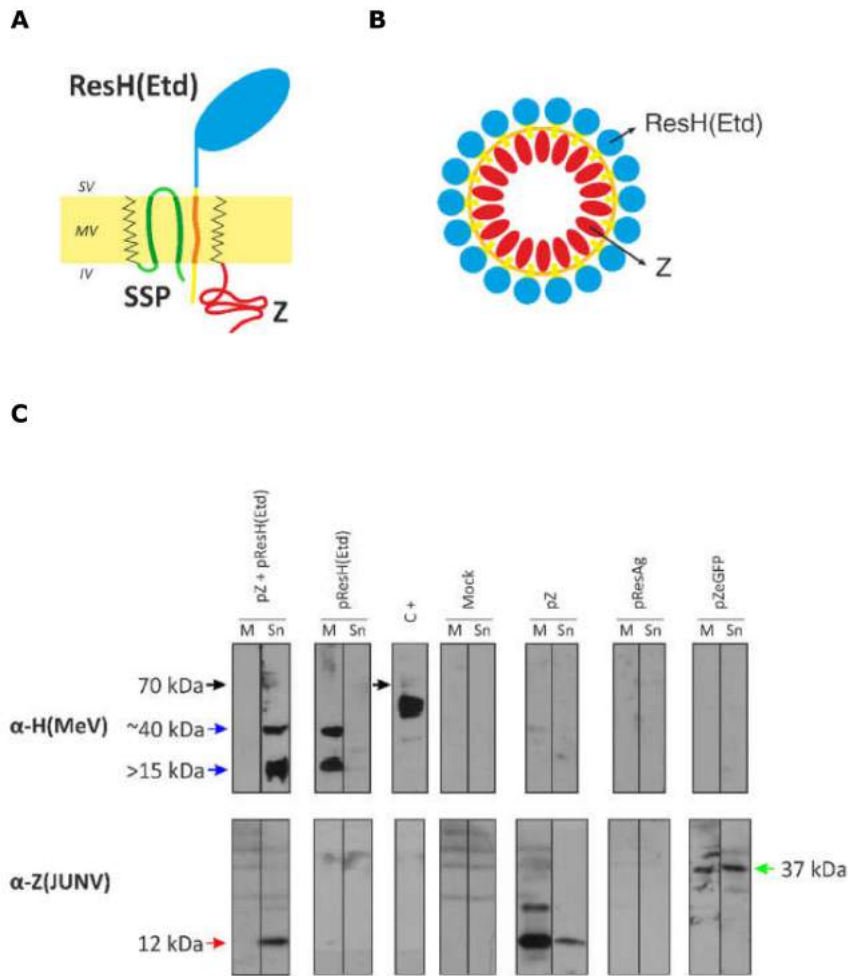 A
B
ResH(Etd)
SV
MV
IV
SSP
Z
ResH(Etd)
Z
C
pZ + pResH(Etd)
pResH(Etd)
C +
Mock
pZ
pResAg
pZeGFP
M Sn
M Sn
M Sn
M Sn
M Sn
M Sn
70 kDa
α-H(MeV)
~40 kDa
>15 kDa
α-Z(JUNV)
37 kDa
12 kDa